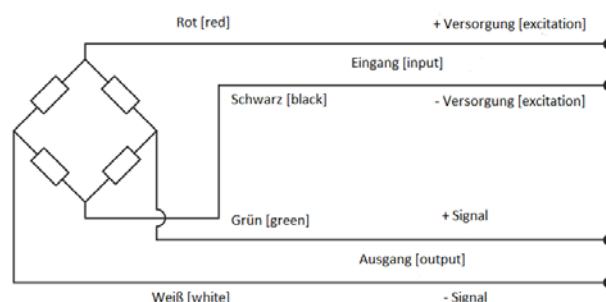 Rot [red] + Versorgung [excitation]
Eingang [input]
Schwarz [black] - Versorgung [excitation]
Grün [green] + Signal
Ausgang [output]
Weiß [white] - Signal